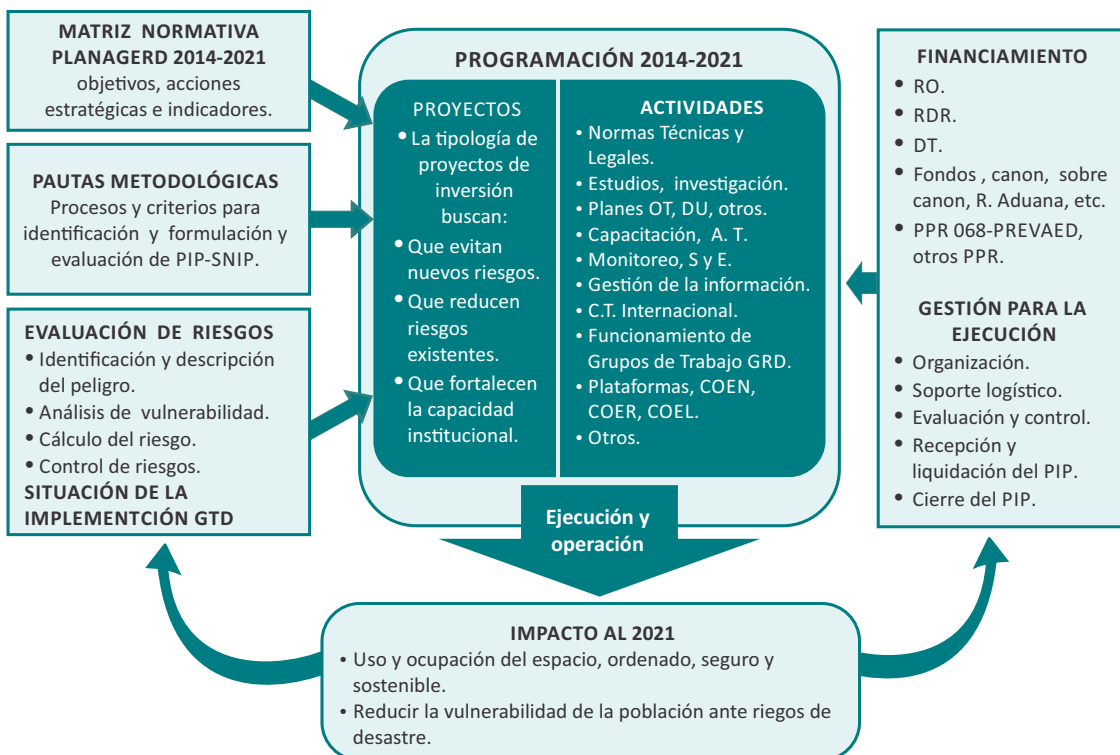 MATRIZ NORMATIVA
PLANAGERD 2014-2021
objetivos, acciones
estratégicas e indicadores.
PAUTAS METODOLÓGICAS
Procesos y criterios para
identificación y formulación y
evaluación de PIP-SNIP.
EVALUACIÓN DE RIESGOS
• Identificación y descripción
del peligro.
• Análisis de vulnerabilidad.
• Cálculo del riesgo.
• Control de riesgos.
SITUACIÓN DE LA
IMPLEMENTCIÓN GTD
PROGRAMACIÓN 2014-2021
PROYECTOS
• La tipología de
proyectos de
inversión
buscan:
• Que evitan
nuevos riesgos.
• Que reducen
riesgos
existentes.
• Que fortalecen
la capacidad
institucional.
ACTIVIDADES
• Normas Técnicas y
Legales.
• Estudios, investigación.
• Planes OT, DU, otros.
• Capacitación, A. T.
• Monitoreo, S y E.
• Gestión de la información.
• C.T. Internacional.
• Funcionamiento de
Grupos de Trabajo GRD.
• Plataformas, COEN,
COER, COEL.
• Otros.
Ejecución y
operación
FINANCIAMIENTO
• RO.
• RDR.
• DT.
• Fondos , canon, sobre
canon, R. Aduana, etc.
• PPR 068-PREVAED,
otros PPR.
GESTIÓN PARA LA
EJECUCIÓN
• Organización.
• Soporte logístico.
• Evaluación y control.
• Recepción y
liquidación del PIP.
• Cierre del PIP.
IMPACTO AL 2021
• Uso y ocupación del espacio, ordenado, seguro y
sostenible.
• Reducir la vulnerabilidad de la población ante riegos de
desastre.